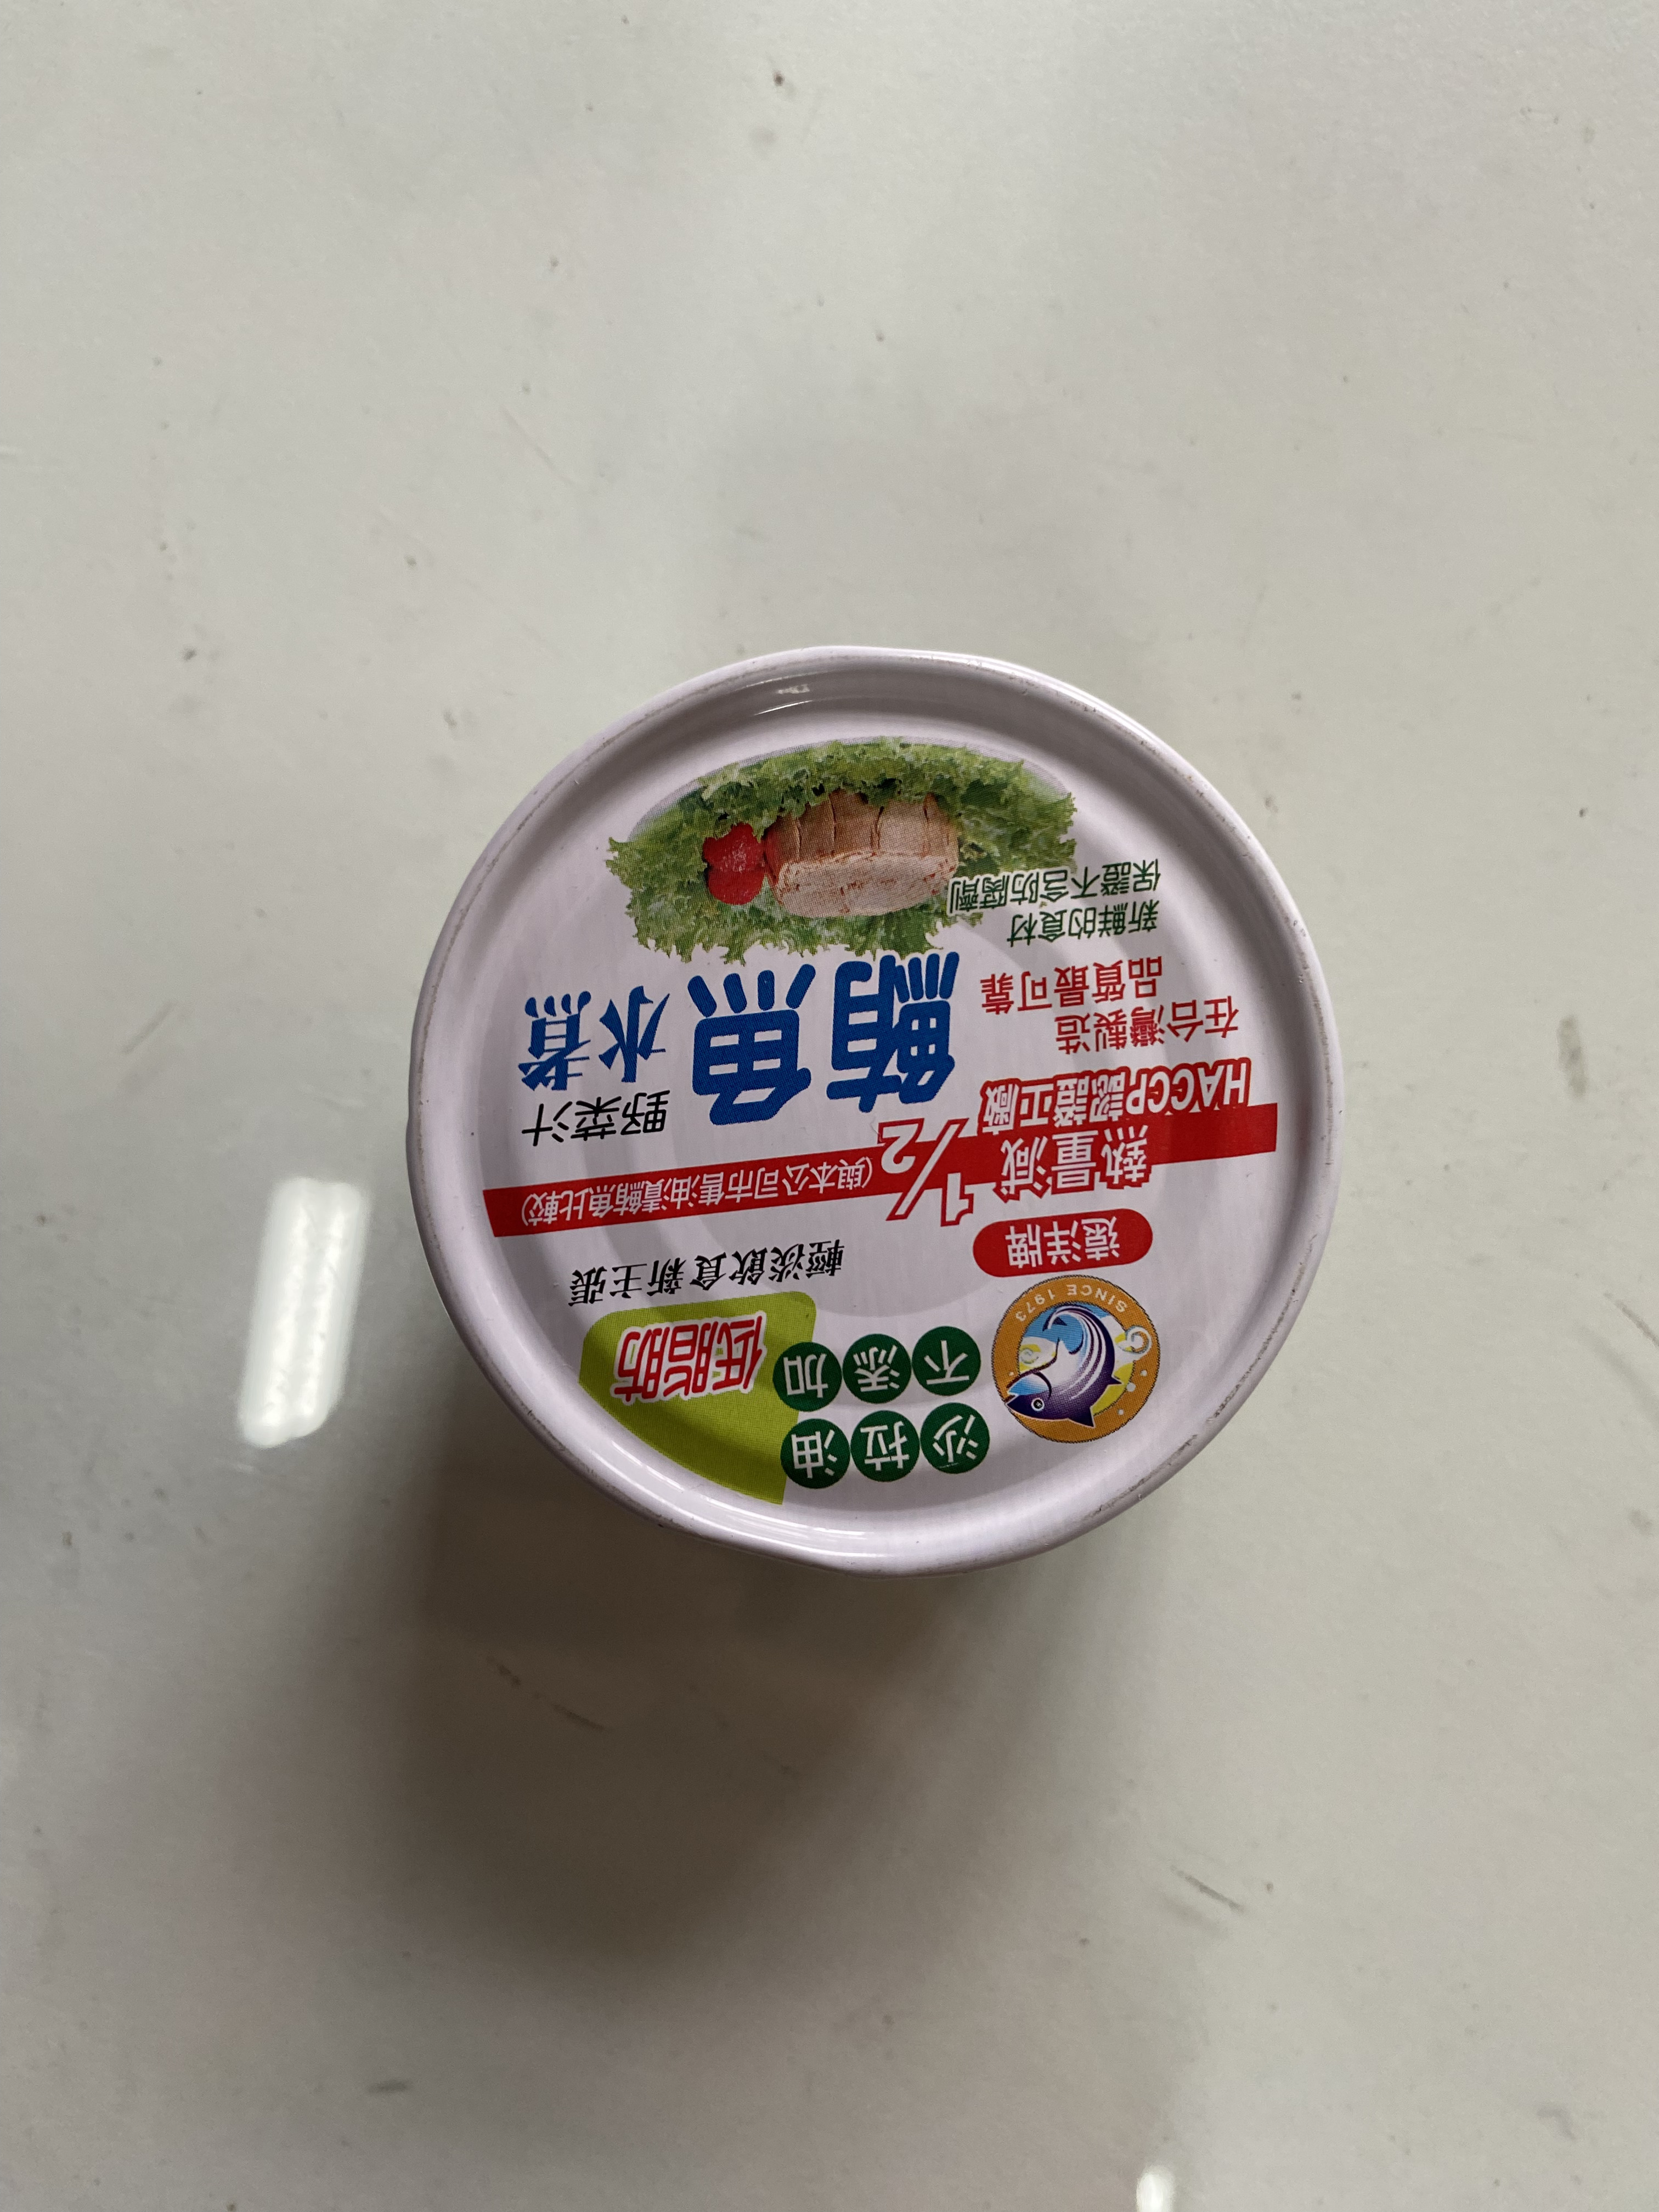 沙拉油
不添加
低脂肪
SINCE 1973
遠洋牌
輕淡飲食新主張
熱量減1/2
(與本公司市售油漬鮪魚比較)
HACCP認證工廠
在台灣製造
品質最可靠
新鮮的食材
保證不含防腐劑
鮪魚
野菜汁
水煮